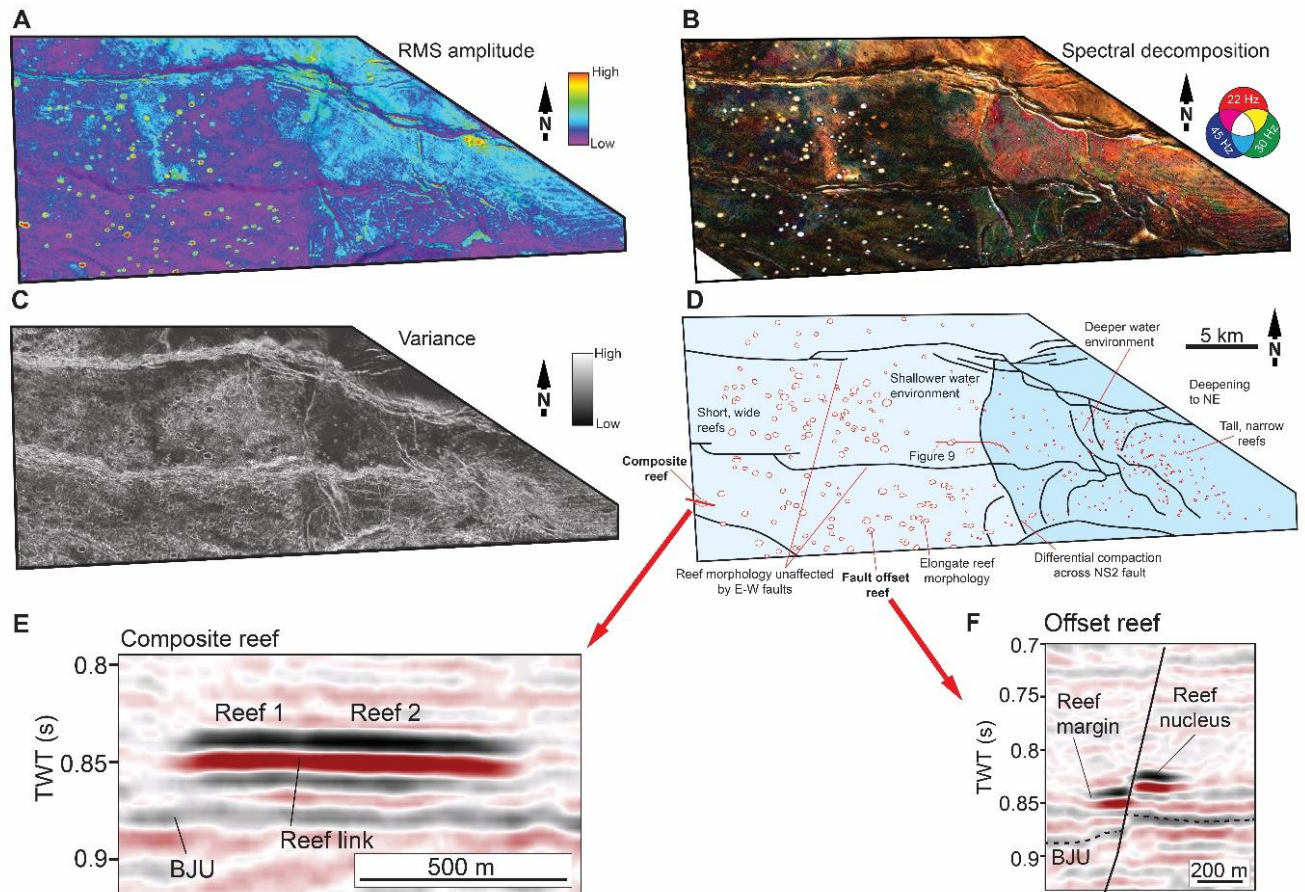 A
RMS amplitude
High
Low
N
B
Spectral decomposition
N
22 Hz
45 Hz
30 Hz
C
Variance
High
Low
N
D
Deeper water
environment
5 km
N
Shallower water
environment
Deepening
to NE
Short, wide
reefs
Tall, narrow
reefs
Figure 9
Composite
reef
Reef morphology unaffected
by E-W faults
Fault offset
reef
Elongate reef
morphology
Differential compaction
across NS2 fault
E
Composite reef
0.8
0.85
0.9
TWT (s)
Reef 1
Reef 2
Reef link
BJU
500 m
F
Offset reef
0.7
0.75
0.8
0.85
0.9
TWT (s)
Reef
margin
Reef
nucleus
BJU
200 m